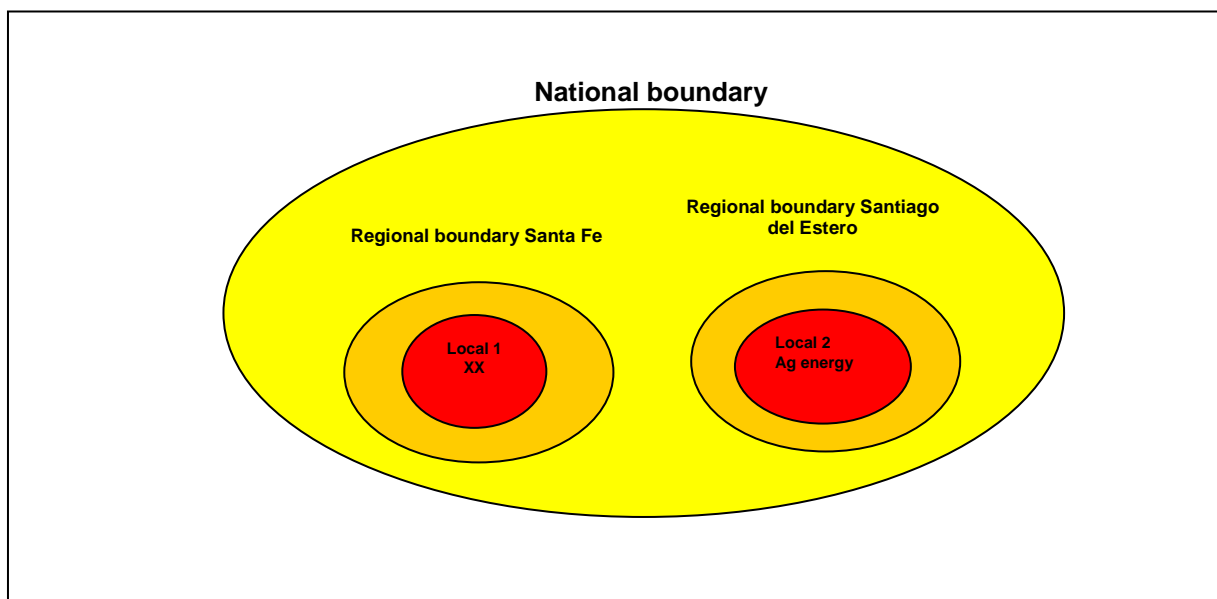 National boundary
Regional boundary Santiago
del Estero
Regional boundary Santa Fe
Local 1
XX
Local 2
Ag energy